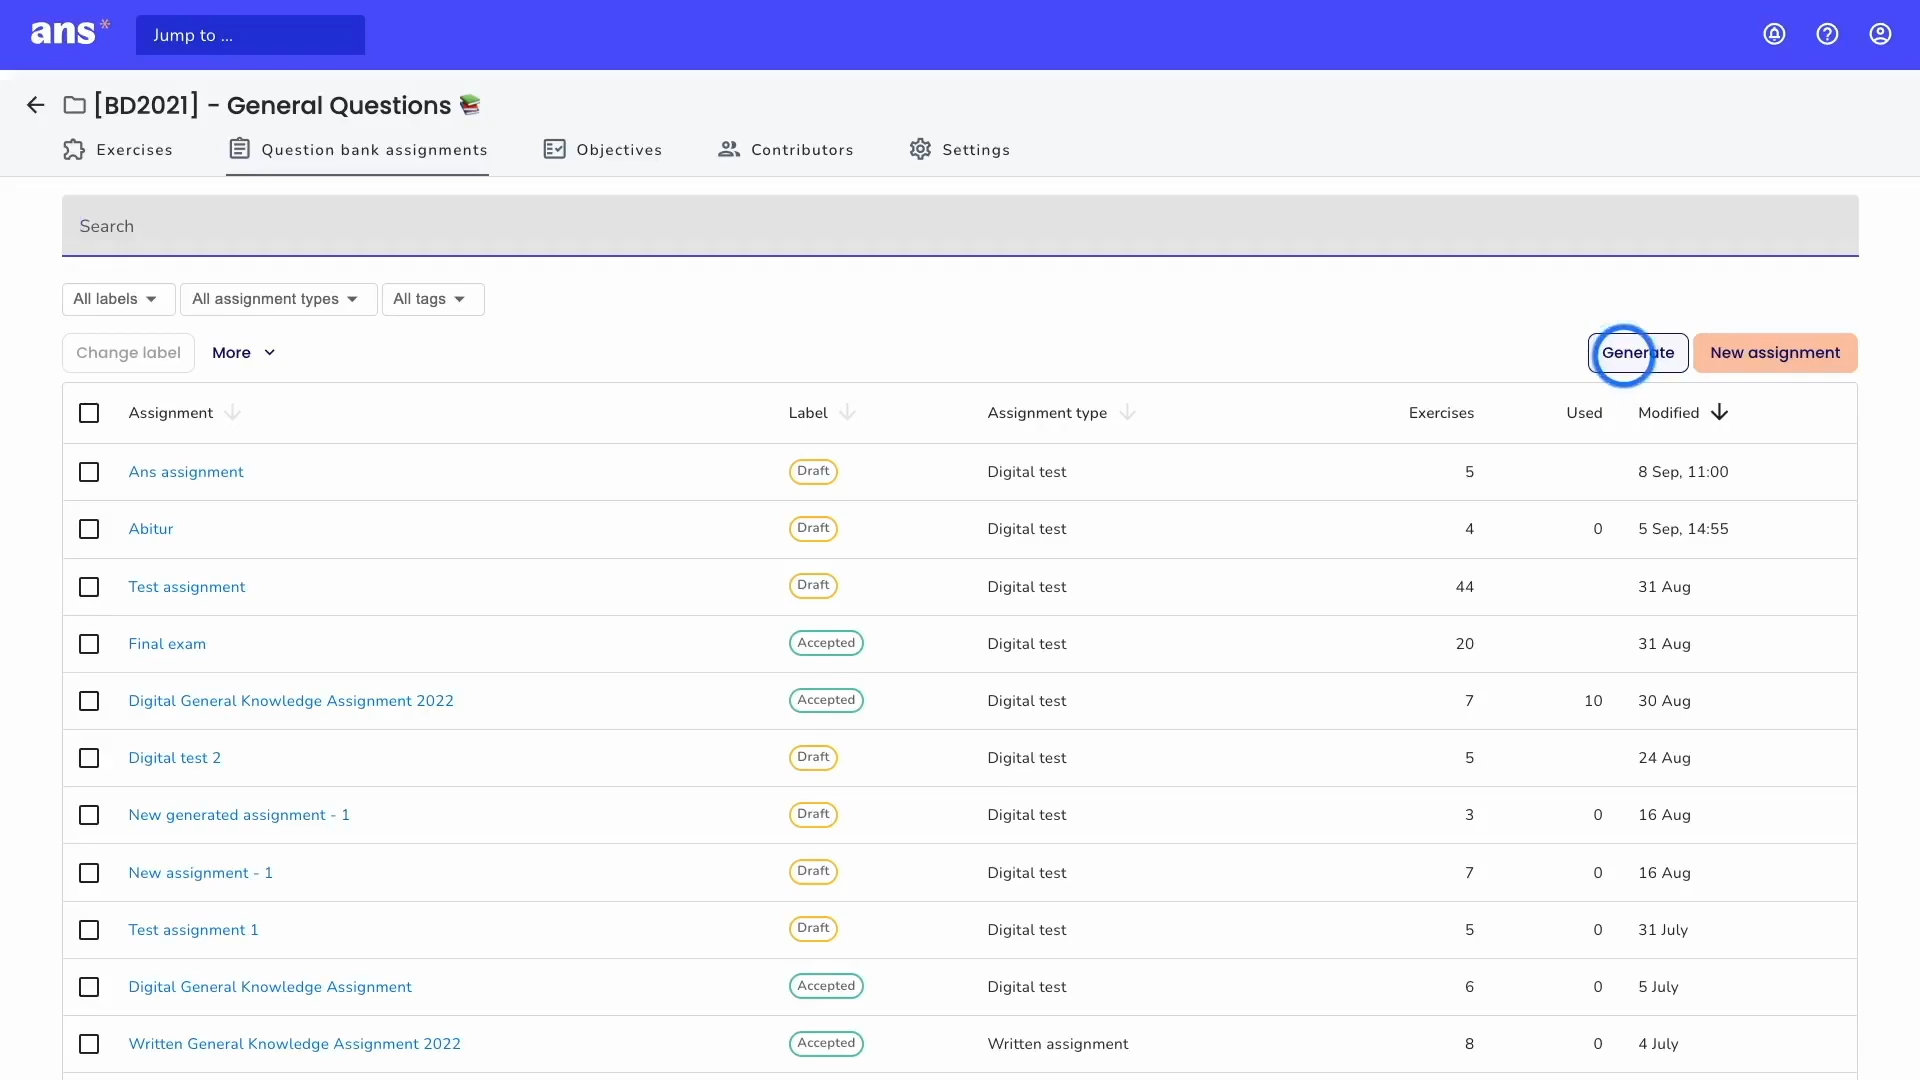 ans*
Jump to ...
[BD2021] - General Questions 📚
Exercises
Question bank assignments
Objectives
Contributors
Settings
Search
All labels
All assignment types
All tags
Change label
More
Generate
New assignment
Assignment Label Assignment type Exercises Used Modified
Ans assignment Draft Digital test 5 8 Sep, 11:00
Abitur Draft Digital test 4 0 5 Sep, 14:55
Test assignment Draft Digital test 44 31 Aug
Final exam Accepted Digital test 20 31 Aug
Digital General Knowledge Assignment 2022 Accepted Digital test 7 10 30 Aug
Digital test 2 Draft Digital test 5 24 Aug
New generated assignment - 1 Draft Digital test 3 0 16 Aug
New assignment - 1 Draft Digital test 7 0 16 Aug
Test assignment 1 Draft Digital test 5 0 31 July
Digital General Knowledge Assignment Accepted Digital test 6 0 5 July
Written General Knowledge Assignment 2022 Accepted Written assignment 8 0 4 July